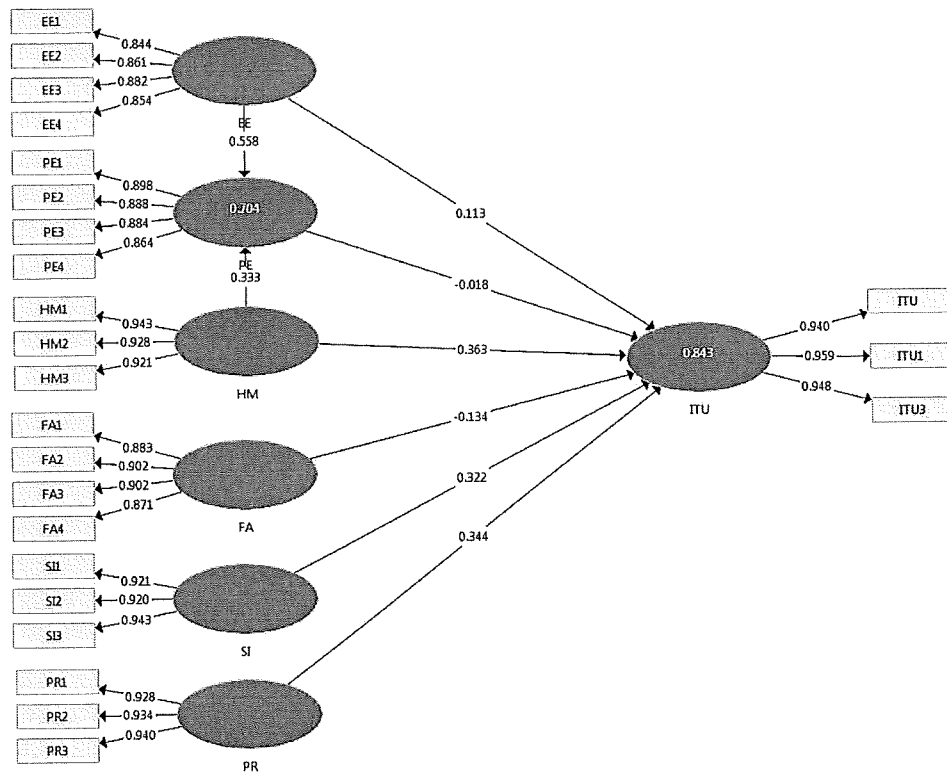 EE1
0.844
EE2
0.861
EE3
0.882
EE4
0.854
EE
0.558
PE1
0.898
PE2
0.888
PE3
0.884
PE4
0.864
0.704
PE
0.333
HM1
0.943
HM2
0.928
HM3
0.921
HM
FA1
0.883
FA2
0.902
FA3
0.902
FA4
0.871
FA
SI1
0.921
SI2
0.920
SI3
0.943
SI
PR1
0.928
PR2
0.934
PR3
0.940
PR
0.113
-0.018
0.363
-0.134
0.322
0.344
0.843
ITU
0.940
ITU
0.959
ITU1
0.948
ITU3